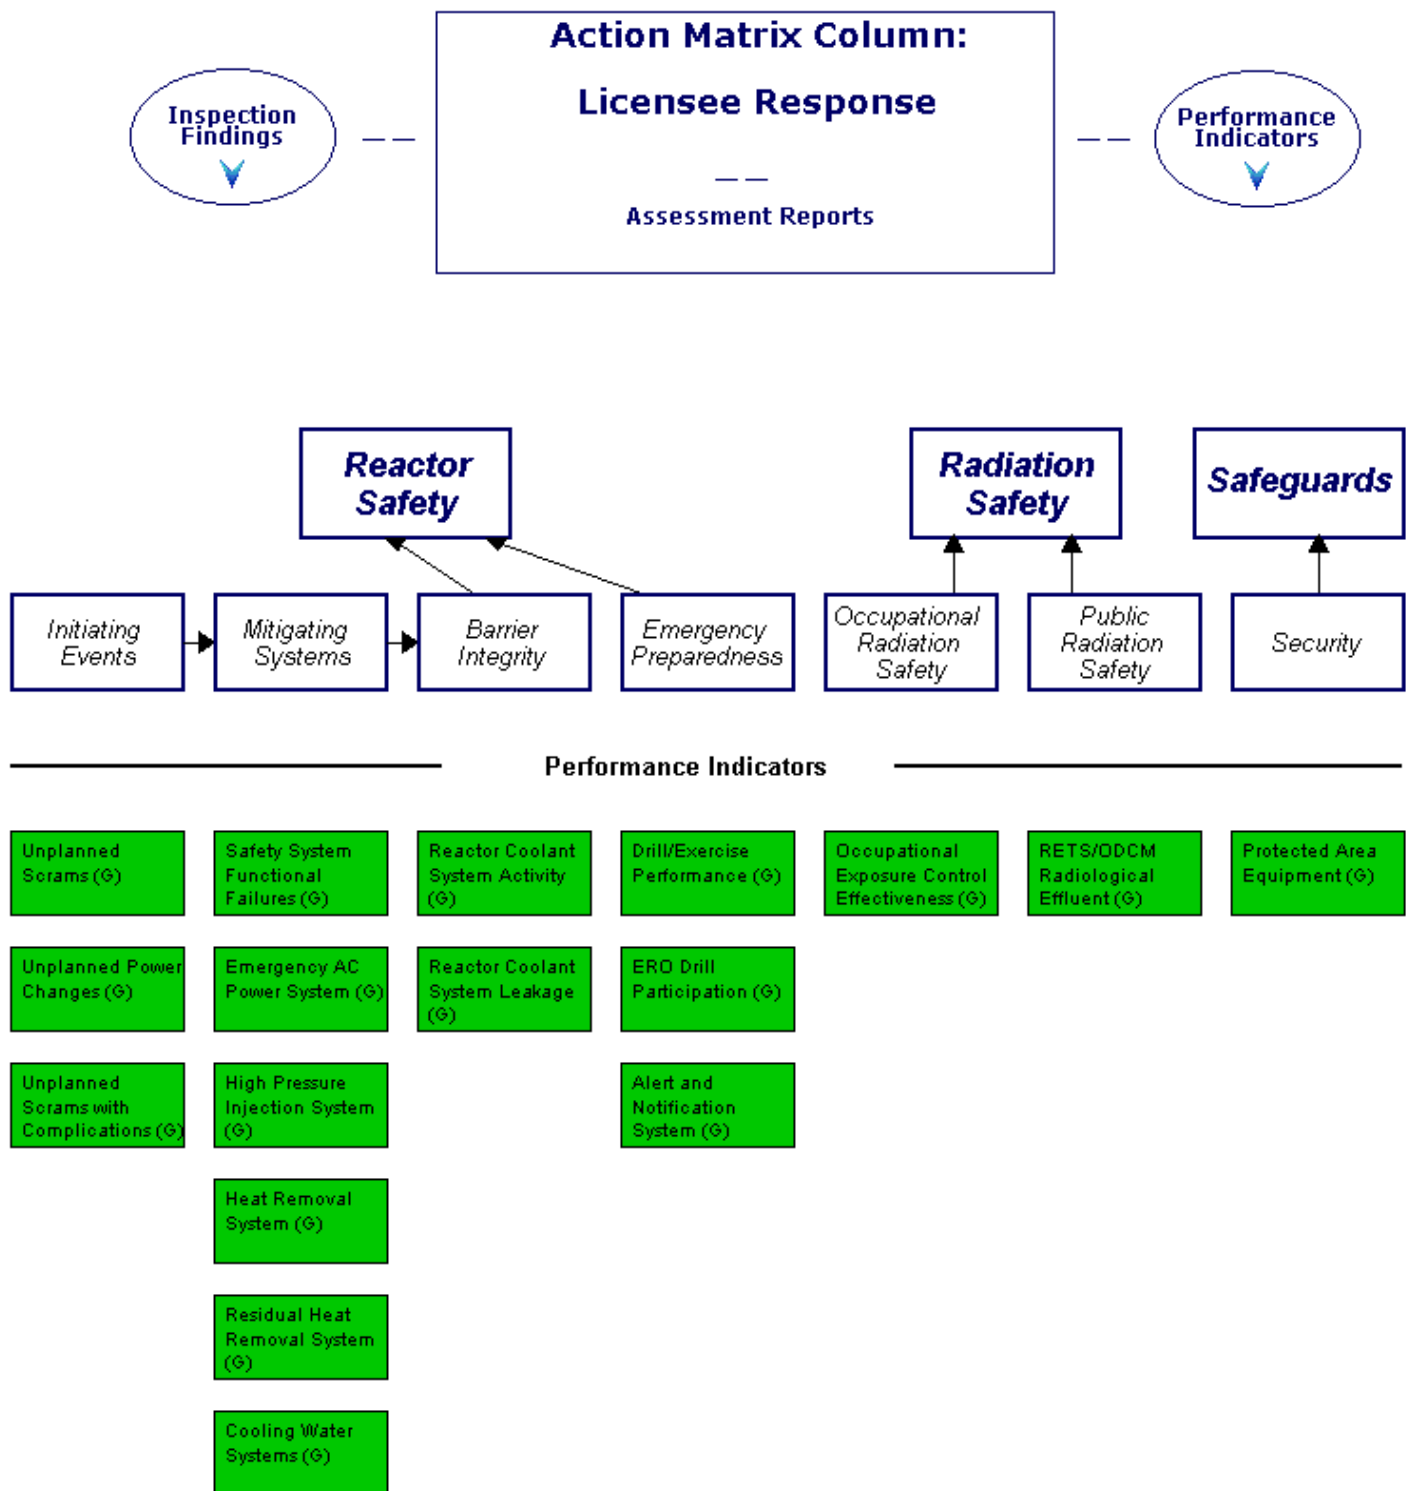 Action Matrix Column:
Licensee Response
Assessment Reports
Inspection
Findings
Performance
Indicators
Reactor
Safety
Radiation
Safety
Safeguards
Initiating
Events
Mitigating
Systems
Barrier
Integrity
Emergency
Preparedness
Occupational
Radiation
Safety
Public
Radiation
Safety
Security
Performance Indicators
Unplanned
Scrams (G)
Safety System
Functional
Failures (G)
Reactor Coolant
System Activity
(G)
Drill/Exercise
Performance (G)
Occupational
Exposure Control
Effectiveness (G)
RETS/ODCM
Radiological
Effluent (G)
Protected Area
Equipment (G)
Unplanned Power
Changes (G)
Emergency AC
Power System (G)
Reactor Coolant
System Leakage
(G)
ERO Drill
Participation (G)
Unplanned
Scrams with
Complications (G)
High Pressure
Injection System
(G)
Alert and
Notification
System (G)
Heat Removal
System (G)
Residual Heat
Removal System
(G)
Cooling Water
Systems (G)